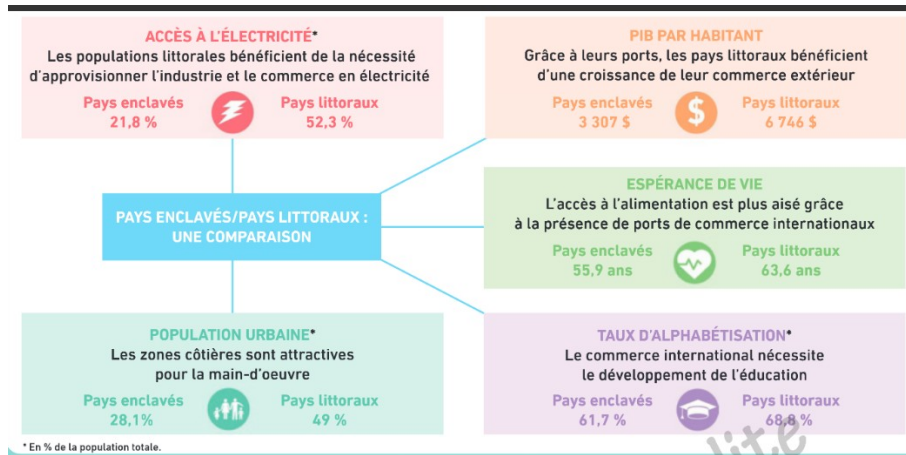 ACCÈS À L'ÉLECTRICITÉ*
Les populations littorales bénéficient de la nécessité
d'approvisionner l'industrie et le commerce en électricité
Pays enclavés
21,8 %
Pays littoraux
52,3 %
PIB PAR HABITANT
Grâce à leurs ports, les pays littoraux bénéficient
d'une croissance de leur commerce extérieur
Pays enclavés
3 307 $
$
Pays littoraux
6 746 $
PAYS ENCLAVÉS/PAYS LITTORAUX :
UNE COMPARAISON
ESPÉRANCE DE VIE
L'accès à l'alimentation est plus aisé grâce
à la présence de ports de commerce internationaux
Pays enclavés
55,9 ans
Pays littoraux
63,6 ans
POPULATION URBAINE*
Les zones côtières sont attractives
pour la main-d'oeuvre
Pays enclavés
28,1%
Pays littoraux
49 %
TAUX D'ALPHABÉTISATION*
Le commerce international nécessite
le développement de l'éducation
Pays enclavés
61,7 %
Pays littoraux
68,8 %
* En % de la population totale.